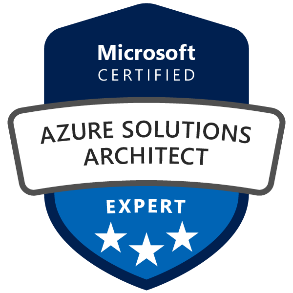 Microsoft
CERTIFIED
AZURE SOLUTIONS
ARCHITECT
EXPERT